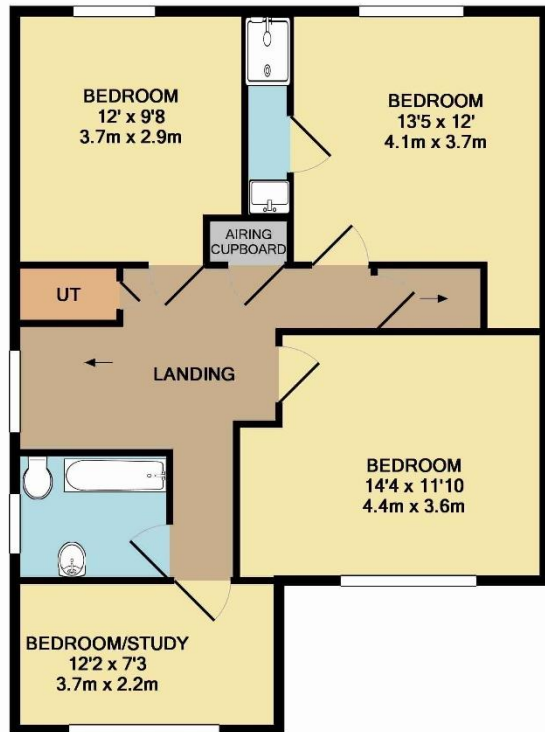 BEDROOM
12' x 9'8
3.7m x 2.9m
BEDROOM
13'5 x 12'
4.1m x 3.7m
AIRING
CUPBOARD
UT
LANDING
BEDROOM
14'4 x 11'10
4.4m x 3.6m
BEDROOM/STUDY
12'2 x 7'3
3.7m x 2.2m